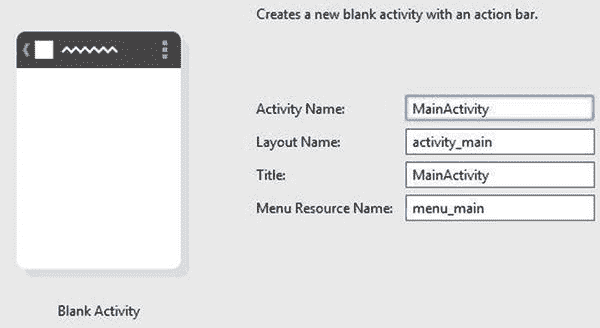 Creates a new blank activity with an action bar.
Activity Name: MainActivity
Layout Name: activity_main
Title: MainActivity
Menu Resource Name: menu_main
Blank Activity